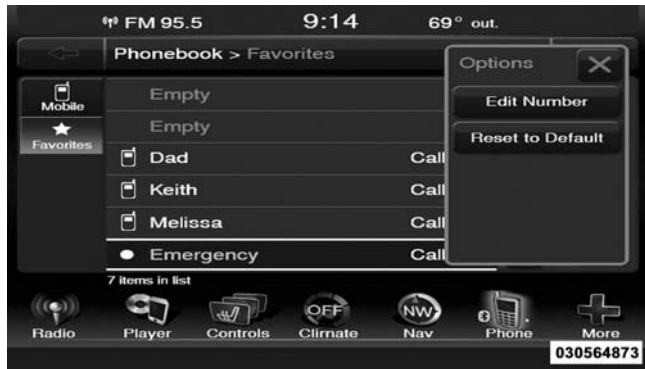 FM 95.5 9:14 69° out.
Phonebook > Favorites
Options
Mobile
Favorites
Empty
Empty
Dad Call
Keith Call
Melissa Call
Emergency Call
Edit Number
Reset to Default
7 items in list
OFF
NW
Radio Player Controls Climate Nav Phone More
030564873